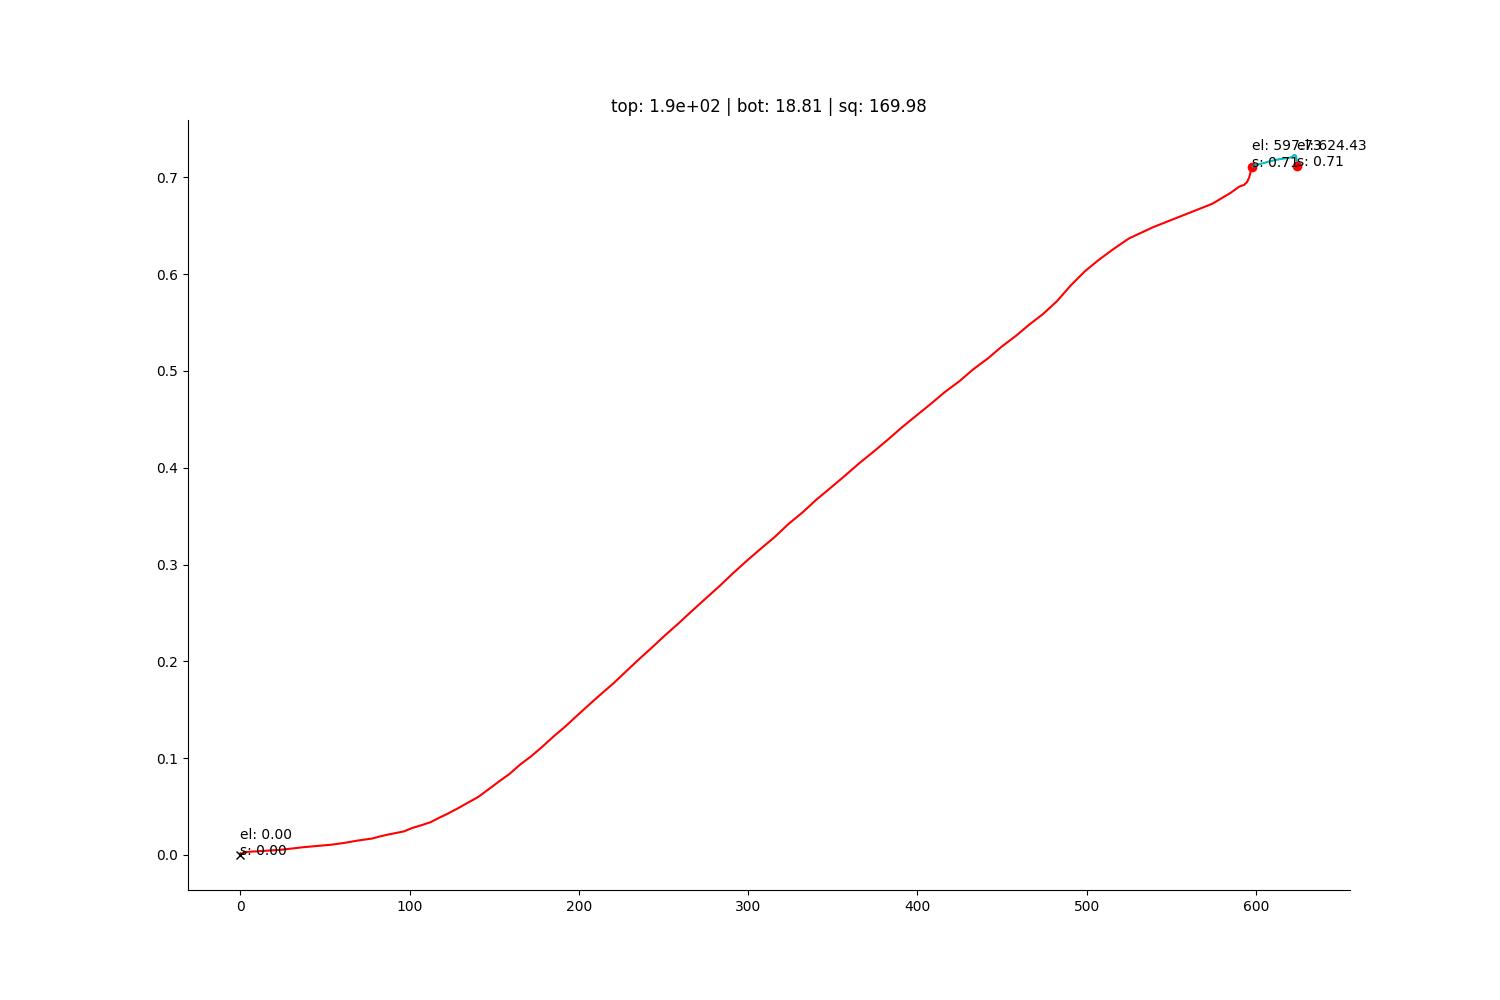 top: 1.9e+02 | bot: 18.81 | sq: 169.98
el: 597.73
s: 0.71
el: 624.43
s: 0.71
0.7
0.6
0.5
0.4
0.3
0.2
0.1
0.0
el: 0.00
s: 0.00
0 100 200 300 400 500 600